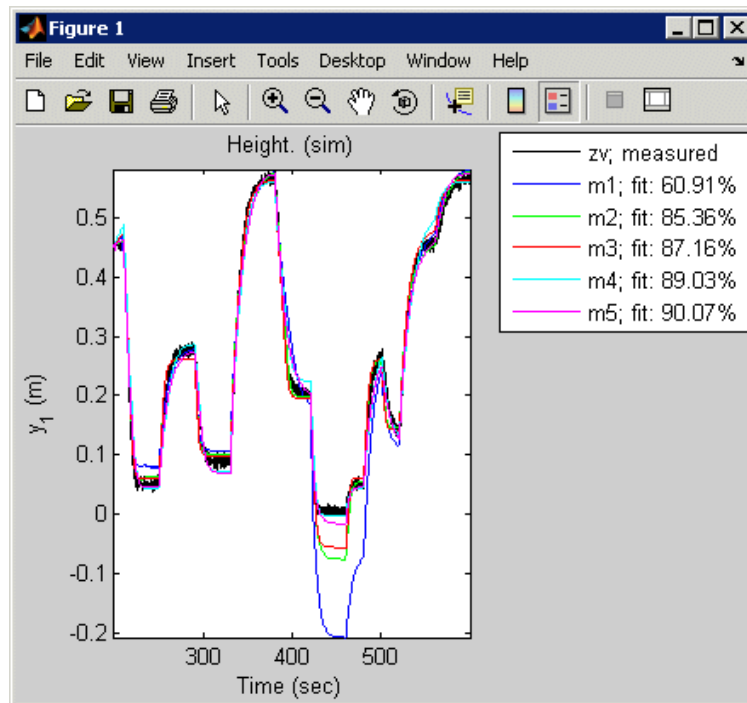 Figure 1
File Edit View Insert Tools Desktop Window Help
Height. (sim)
zv; measured
m1; fit: 60.91%
m2; fit: 85.36%
m3; fit: 87.16%
m4; fit: 89.03%
m5; fit: 90.07%
0.5
0.4
0.3
0.2
0.1
0
-0.1
-0.2
y1 (m)
300 400 500
Time (sec)